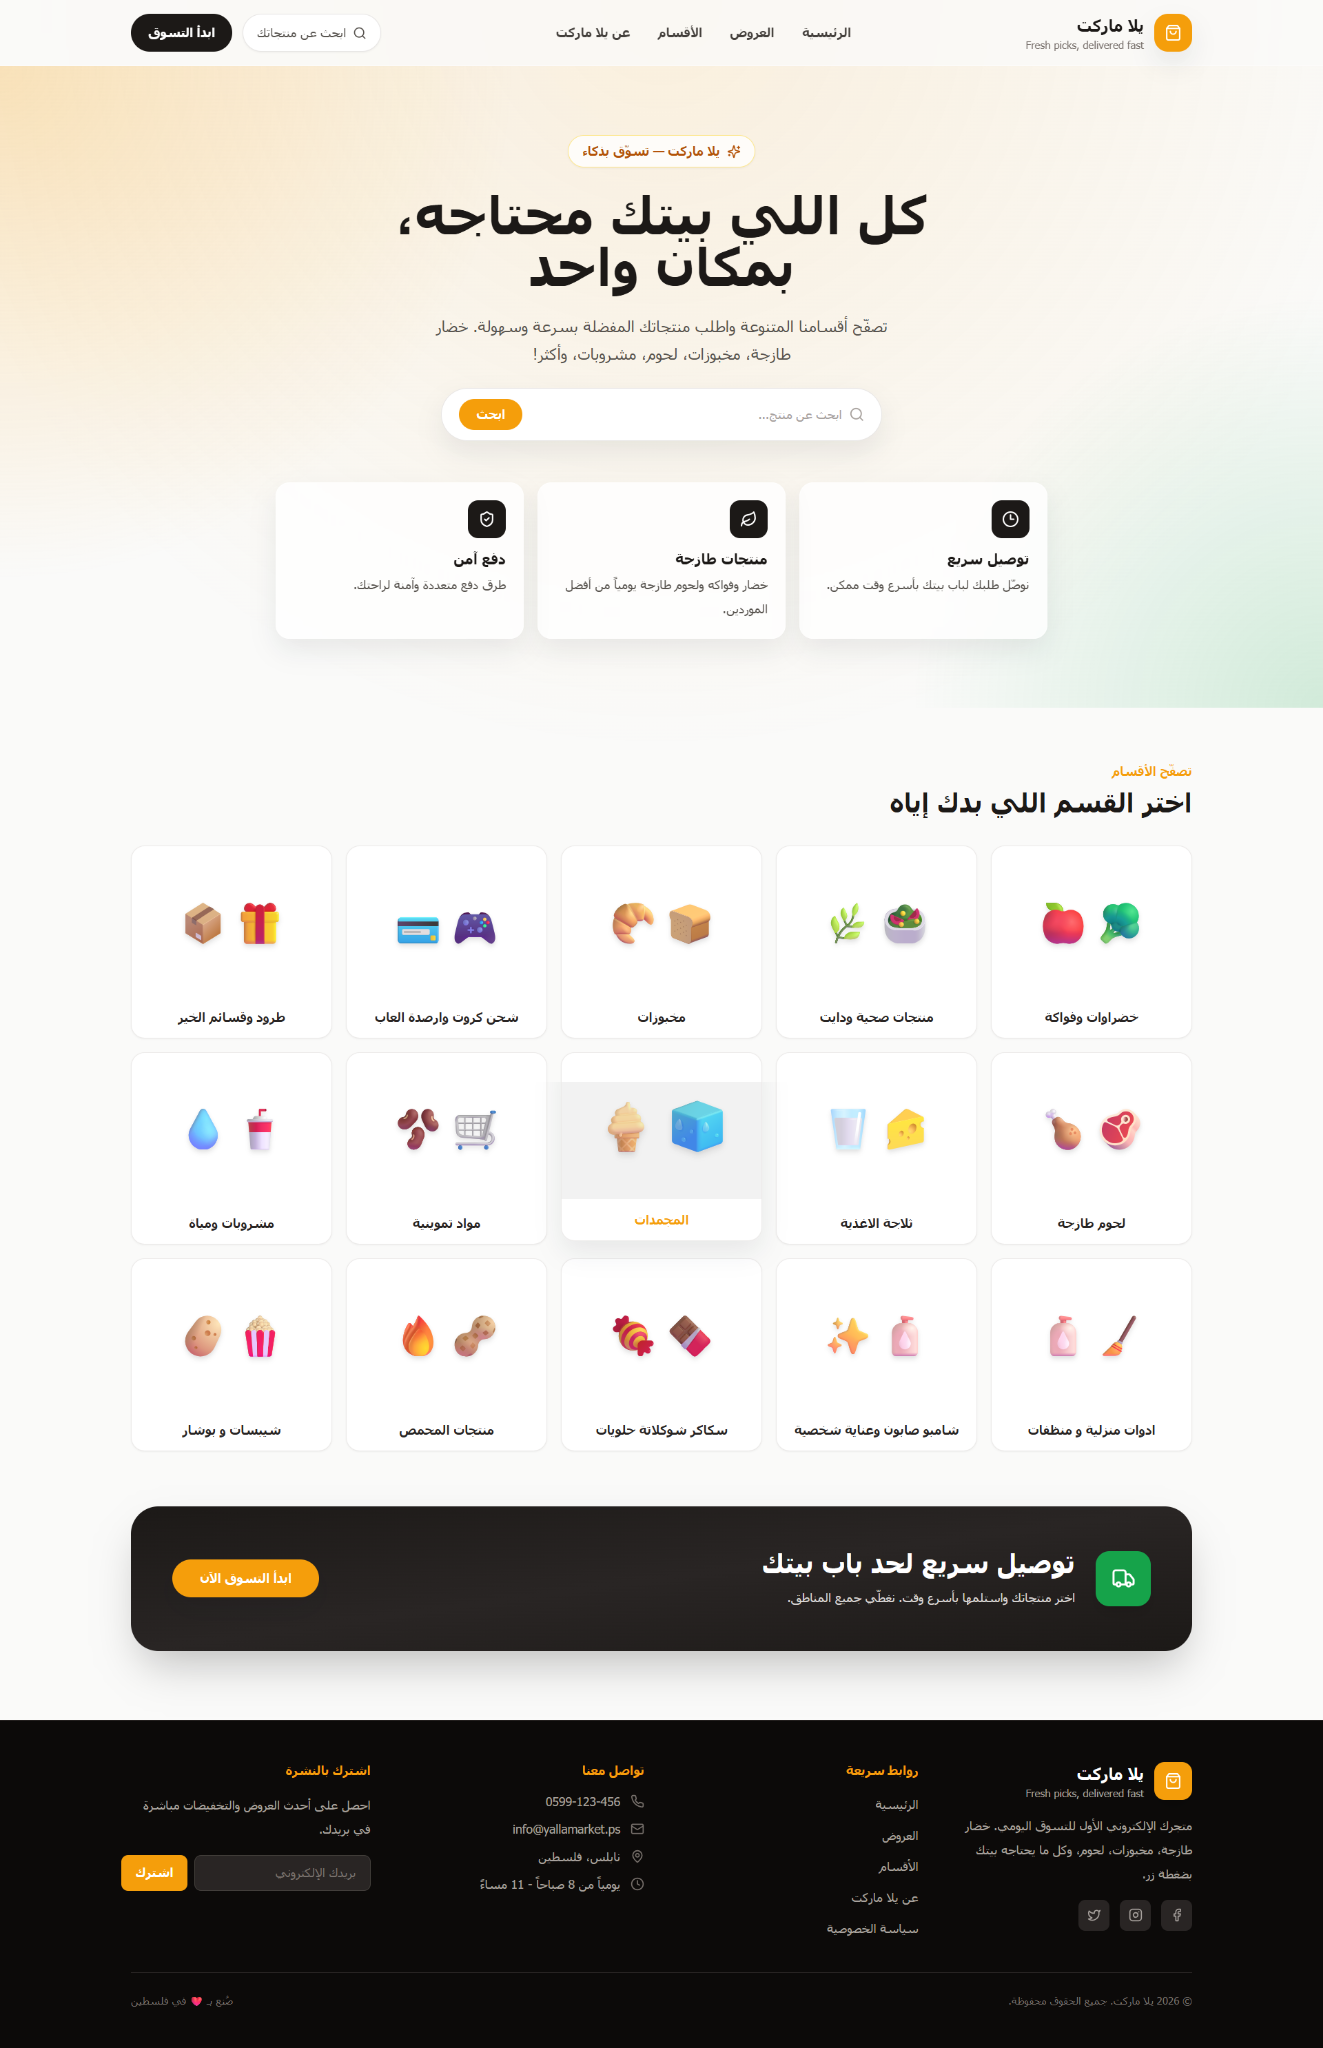 يلا ماركت
Fresh picks, delivered fast
الرئيسية
العروض
الأقسام
عن يلا ماركت
ابحث عن منتجاتك
ابدأ التسوق
يلا ماركت — تسوّق بذكاء
كل اللي بيتك محتاجه،
بمكان واحد
تصفّح أقسامنا المتنوعة واطلب منتجاتك المفضلة بسرعة وسهولة. خضار
طازجة، مخبوزات، لحوم، مشروبات، وأكثر!
ابحث عن منتج...
ابحث
توصيل سريع
توصّل طلبك لباب بيتك بأسرع وقت ممكن.
منتجات طازجة
خضار وفواكه ولحوم طازجة يومياً من أفضل
الموردين.
دفع آمن
طرق دفع متعددة وآمنة لراحتك.
تصفّح الأقسام
اختر القسم اللي بدك إياه
خضراوات وفواكة
منتجات صحية ودايت
مخبوزات
شحن كروت وارصدة العاب
طرود وقسائم الخير
لحوم طازجة
ثلاجة الاغذية
المجمدات
مواد تموينية
مشروبات ومياة
ادوات منزلية و منظفات
شامبو صابون وعناية شخصية
سكاكر شوكلاتة حلويات
منتجات المحمص
شيبسات و بوشار
توصيل سريع لحد باب بيتك
اختر منتجاتك واستلمها بأسرع وقت. نغطّي جميع المناطق.
ابدأ التسوق الآن
يلا ماركت
Fresh picks, delivered fast
متجرك الإلكتروني الأول للتسوق اليومي. خضار
طازجة، مخبوزات، لحوم، وكل ما يحتاجه بيتك
بضغطة زر.
روابط سريعة
الرئيسية
العروض
الأقسام
عن يلا ماركت
سياسة الخصوصية
تواصل معنا
0599-123-456
info@yallamarket.ps
نابلس، فلسطين
يومياً من 8 صباحاً - 11 مساءً
اشترك بالنشرة
احصل على أحدث العروض والتخفيضات مباشرة
في بريدك.
بريدك الإلكتروني
اشترك
© 2026 يلا ماركت. جميع الحقوق محفوظة.
صُنع بـ ❤️ في فلسطين